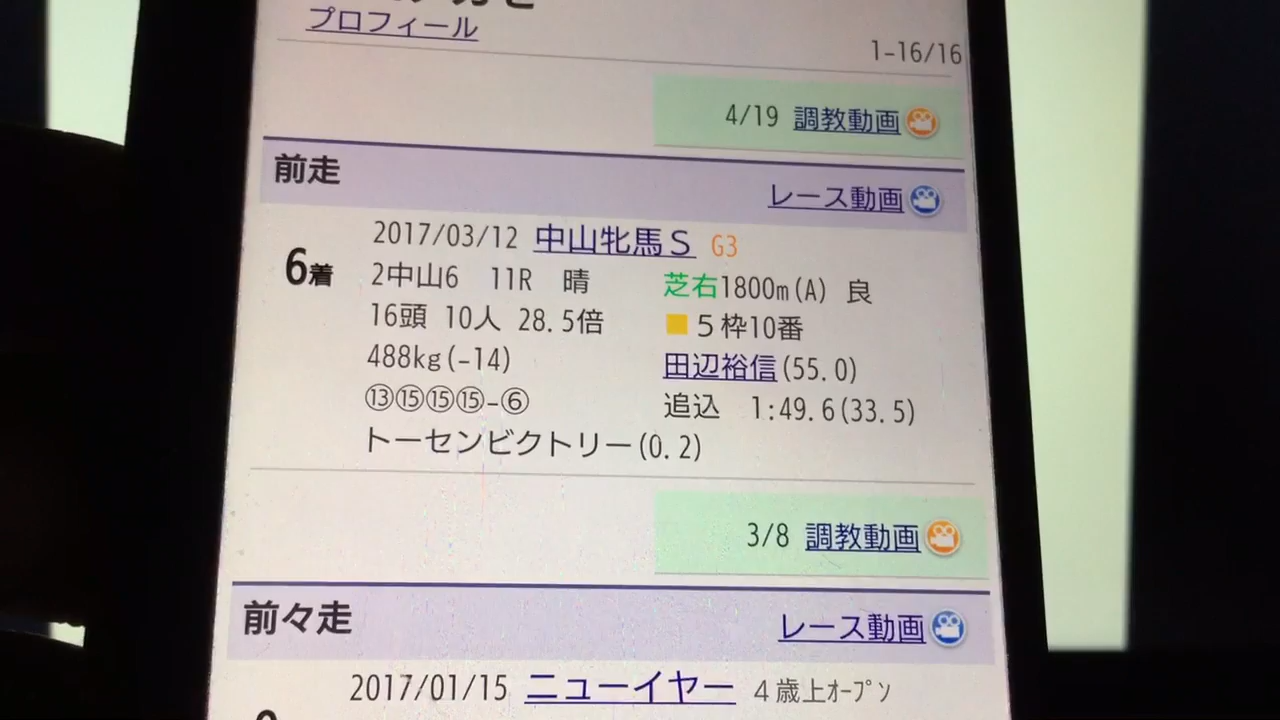 プロフィール
1-16/16
4/19 調教動画
前走
レース動画
6着
2017/03/12 中山牝馬S G3
2中山6 11R 晴 芝右1800m(A) 良
16頭 10人 28.5倍 5枠10番
488kg(-14) 田辺裕信(55.0)
⑬⑮⑮⑮-⑥ 追込 1:49.6(33.5)
トーセンビクトリー(0.2)
3/8 調教動画
前々走
レース動画
2017/01/15 ニューイヤー 4歳上オープン